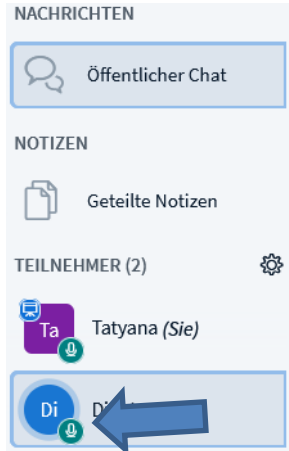 NACHRICHTEN
Öffentlicher Chat
NOTIZEN
Geteilte Notizen
TEILNEHMER (2)
Ta Tatyana (Sie)
Di